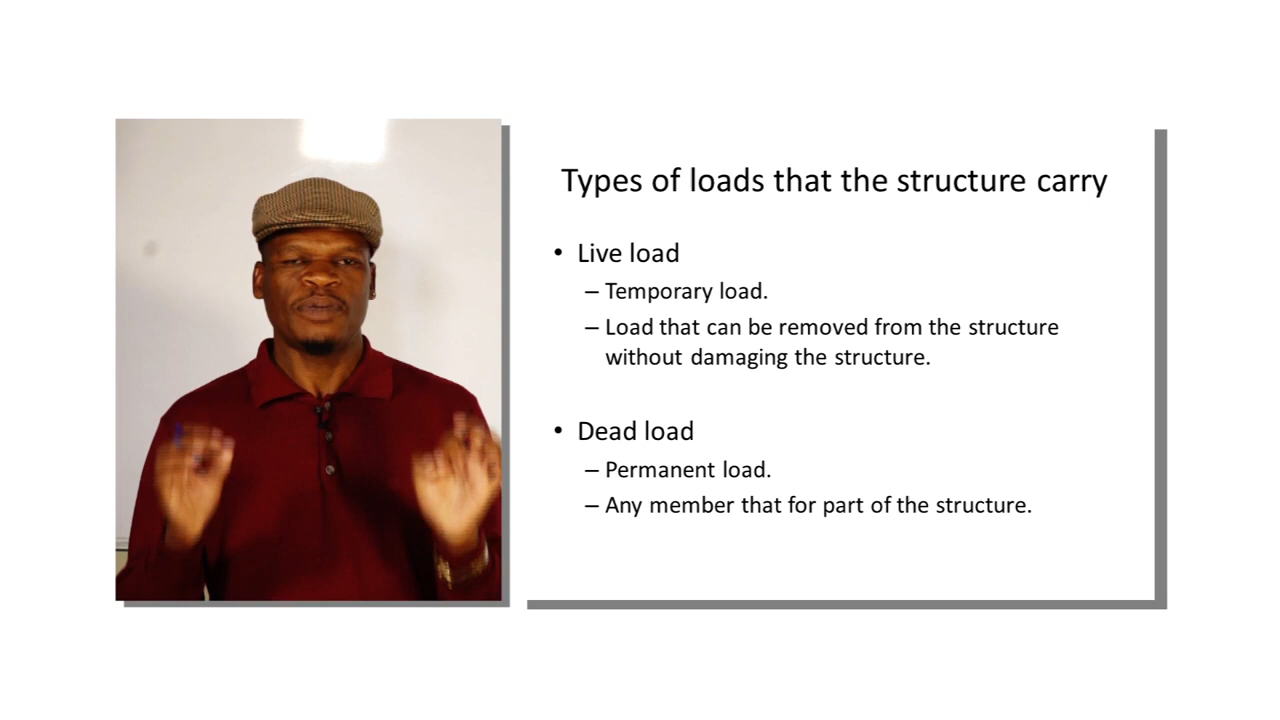 Types of loads that the structure carry
• Live load
– Temporary load.
– Load that can be removed from the structure
without damaging the structure.
• Dead load
– Permanent load.
– Any member that for part of the structure.